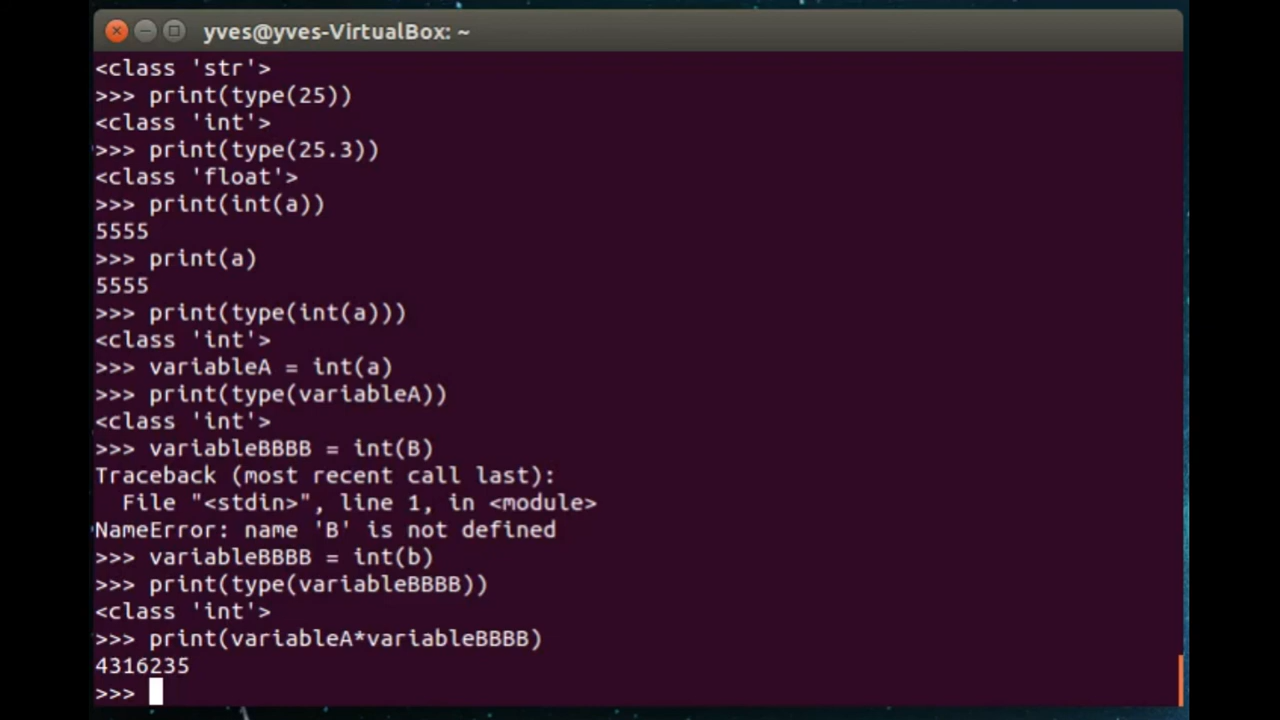 yves@yves-VirtualBox: ~
<class 'str'>
>>> print(type(25))
<class 'int'>
>>> print(type(25.3))
<class 'float'>
>>> print(int(a))
5555
>>> print(a)
5555
>>> print(type(int(a)))
<class 'int'>
>>> variableA = int(a)
>>> print(type(variableA))
<class 'int'>
>>> variableBBBB = int(B)
Traceback (most recent call last):
  File "<stdin>", line 1, in <module>
NameError: name 'B' is not defined
>>> variableBBBB = int(b)
>>> print(type(variableBBBB))
<class 'int'>
>>> print(variableA*variableBBBB)
4316235
>>>